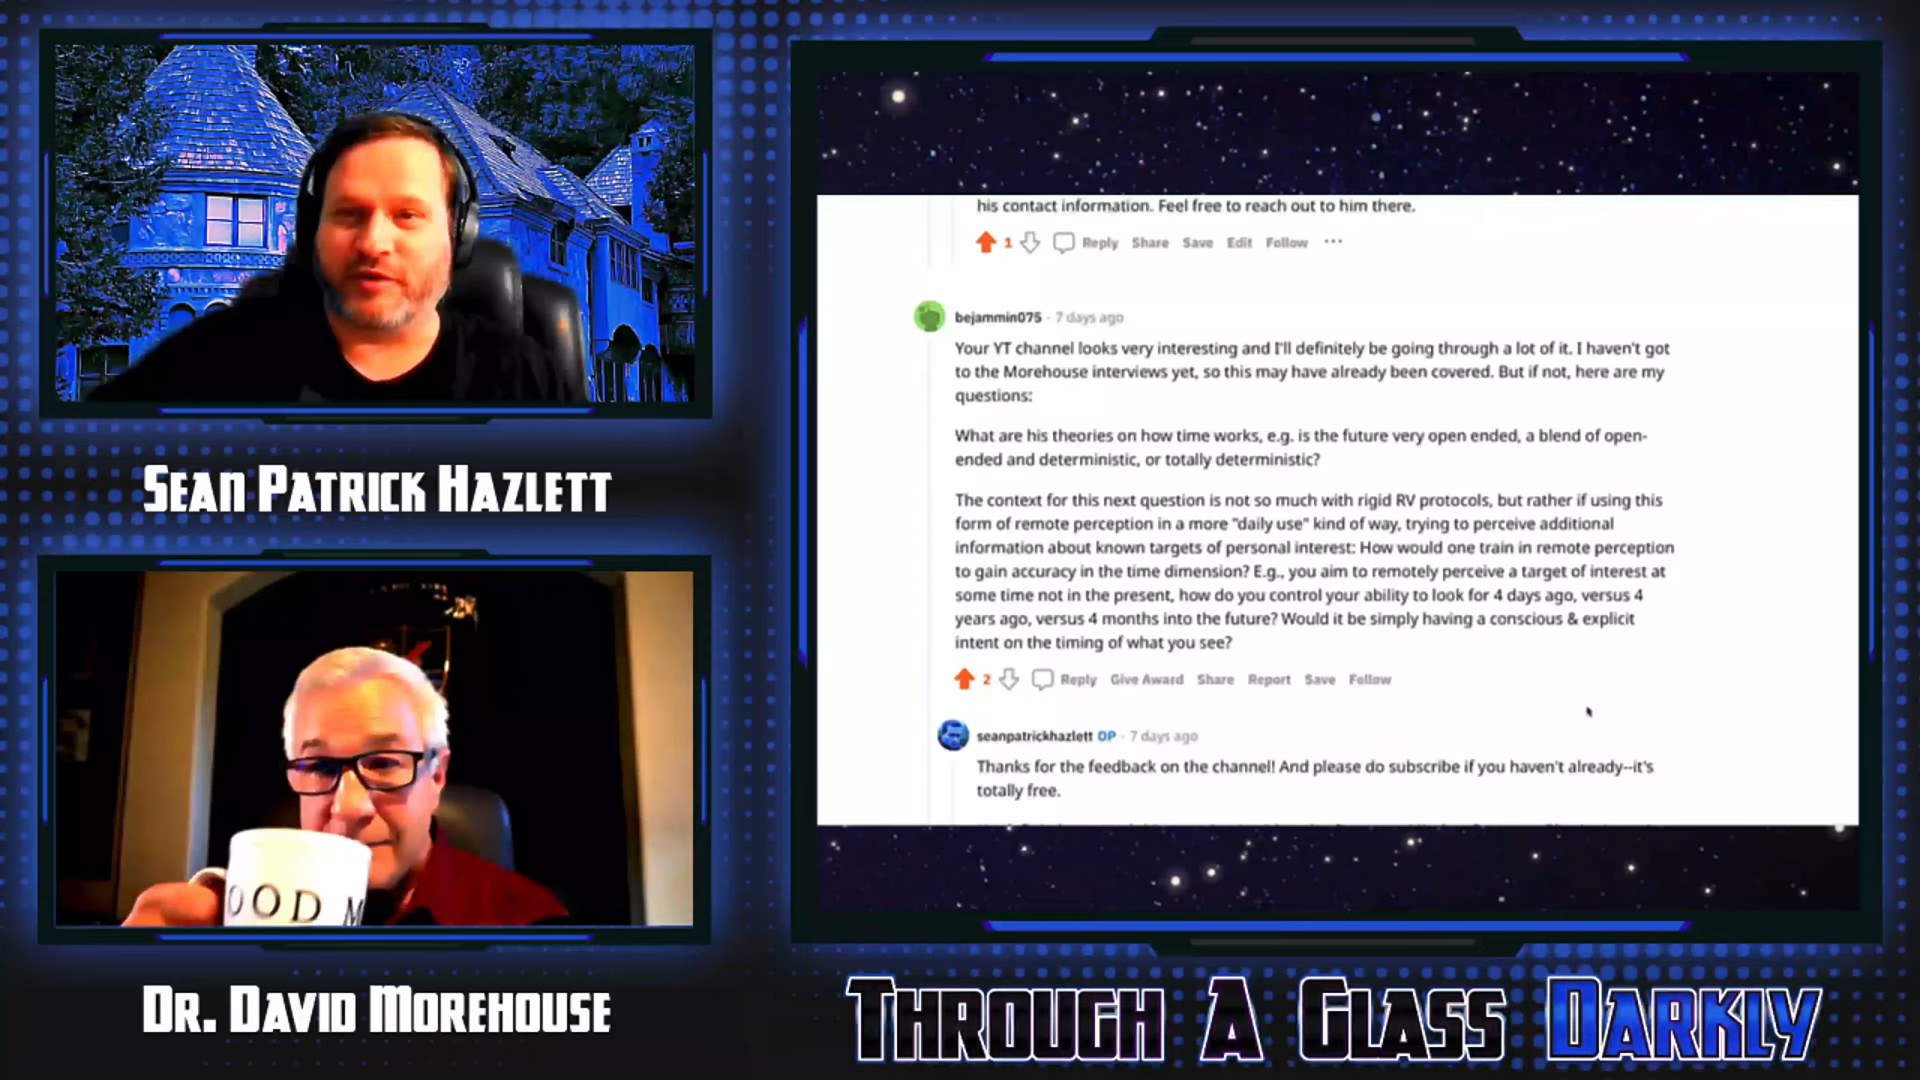 SEAN PATRICK HAZLETT
OOD M
DR. DAVID MOREHOUSE
his contact information. Feel free to reach out to him there.
1 Reply Share Save Edit Follow ···
bejammin075 · 7 days ago
Your YT channel looks very interesting and I'll definitely be going through a lot of it. I haven't got
to the Morehouse interviews yet, so this may have already been covered. But if not, here are my
questions:
What are his theories on how time works, e.g. is the future very open ended, a blend of open-
ended and deterministic, or totally deterministic?
The context for this next question is not so much with rigid RV protocols, but rather if using this
form of remote perception in a more "daily use" kind of way, trying to perceive additional
information about known targets of personal interest: How would one train in remote perception
to gain accuracy in the time dimension? E.g., you aim to remotely perceive a target of interest at
some time not in the present, how do you control your ability to look for 4 days ago, versus 4
years ago, versus 4 months into the future? Would it be simply having a conscious & explicit
intent on the timing of what you see?
2 Reply Give Award Share Report Save Follow
seanpatrickhazlett OP · 7 days ago
Thanks for the feedback on the channel! And please do subscribe if you haven't already--it's
totally free.
THROUGH A GLASS DARKLY